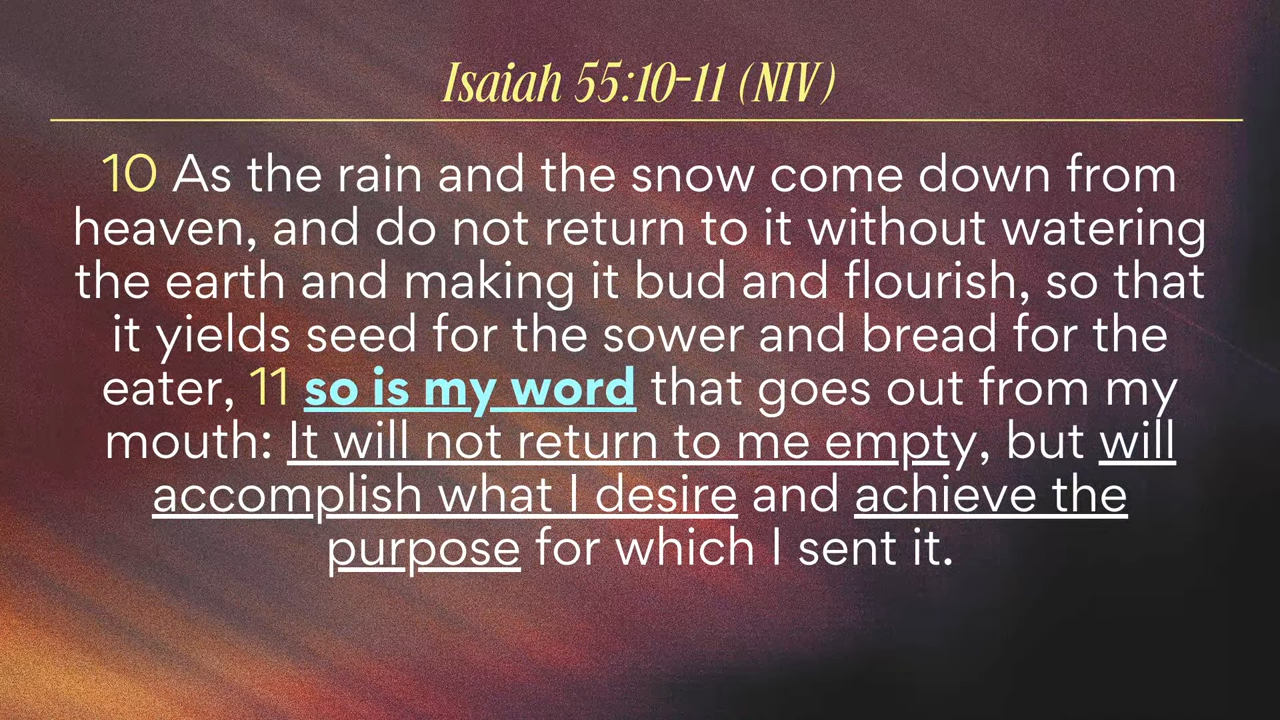 Isaiah 55:10-11 (NIV)
10 As the rain and the snow come down from
heaven, and do not return to it without watering
the earth and making it bud and flourish, so that
it yields seed for the sower and bread for the
eater, 11 so is my word that goes out from my
mouth: It will not return to me empty, but will
accomplish what I desire and achieve the
purpose for which I sent it.